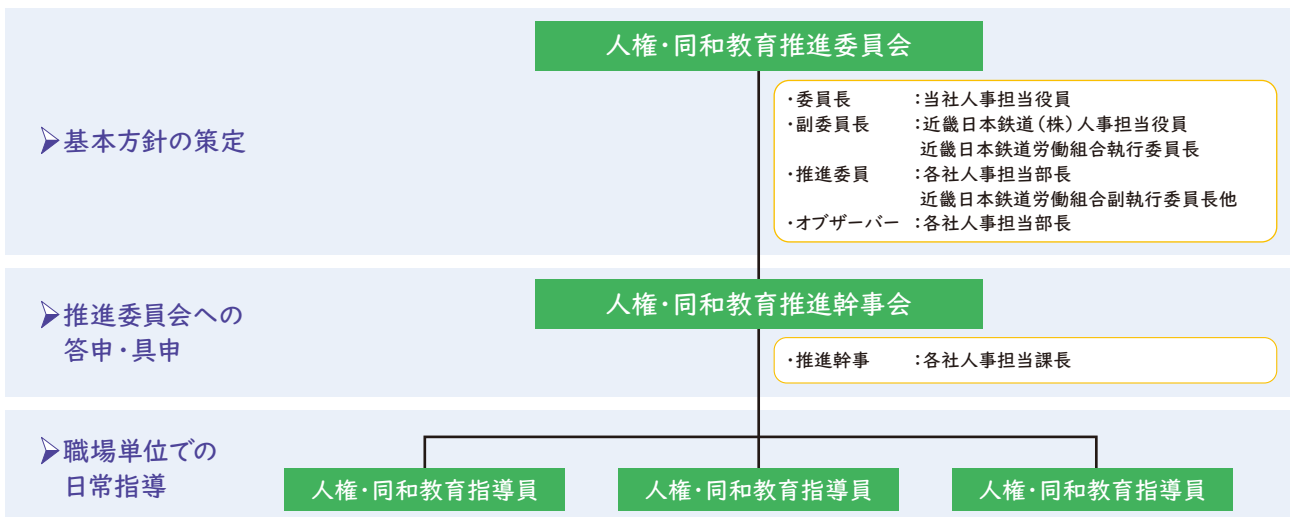 人権・同和教育推進委員会
➢基本方針の策定
・委員長　：当社人事担当役員
・副委員長　：近畿日本鉄道（株）人事担当役員
近畿日本鉄道労働組合執行委員長
・推進委員　：各社人事担当部長
近畿日本鉄道労働組合副執行委員長他
・オブザーバー　：各社人事担当部長
➢推進委員会への
答申・具申
人権・同和教育推進幹事会
・推進幹事　：各社人事担当課長
➢職場単位での
日常指導
人権・同和教育指導員
人権・同和教育指導員
人権・同和教育指導員